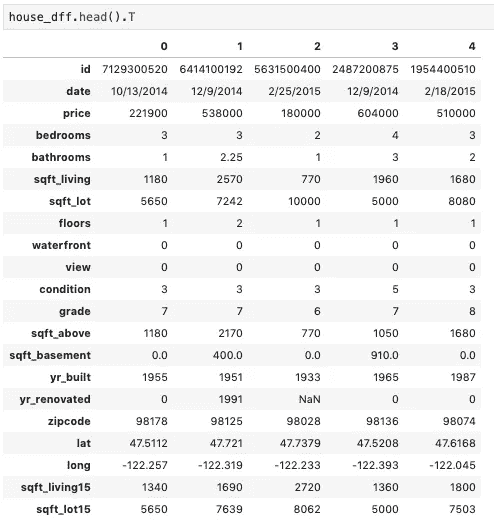 house_dff.head().T
0 1 2 3 4
id 7129300520 6414100192 5631500400 2487200875 1954400510
date 10/13/2014 12/9/2014 2/25/2015 12/9/2014 2/18/2015
price 221900 538000 180000 604000 510000
bedrooms 3 3 2 4 3
bathrooms 1 2.25 1 3 2
sqft_living 1180 2570 770 1960 1680
sqft_lot 5650 7242 10000 5000 8080
floors 1 2 1 1 1
waterfront 0 0 0 0 0
view 0 0 0 0 0
condition 3 3 3 5 3
grade 7 7 6 7 8
sqft_above 1180 2170 770 1050 1680
sqft_basement 0.0 400.0 0.0 910.0 0.0
yr_built 1955 1951 1933 1965 1987
yr_renovated 0 1991 NaN 0 0
zipcode 98178 98125 98028 98136 98074
lat 47.5112 47.721 47.7379 47.5208 47.6168
long -122.257 -122.319 -122.233 -122.393 -122.045
sqft_living15 1340 1690 2720 1360 1800
sqft_lot15 5650 7639 8062 5000 7503